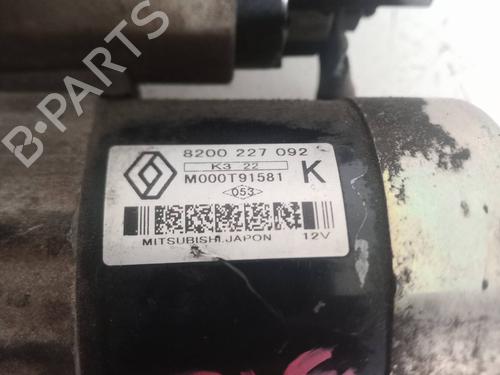 B-Parts
8200 227 092
K3 22
M000T91581 K
053
MITSUBISHI.JAPON 12V